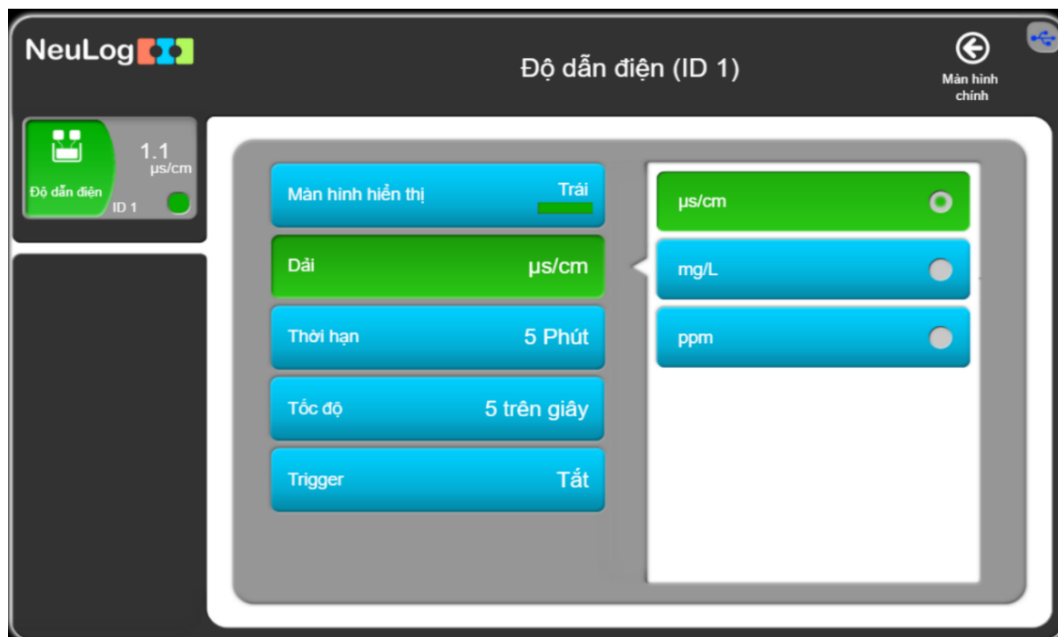 NeuLog
Độ dẫn điện (ID 1)
Màn hình
chính
1.1
µs/cm
Độ dẫn điện
ID 1
Màn hình hiển thị
Trái
Dải
µs/cm
Thời hạn
5 Phút
Tốc độ
5 trên giây
Trigger
Tắt
µs/cm
mg/L
ppm